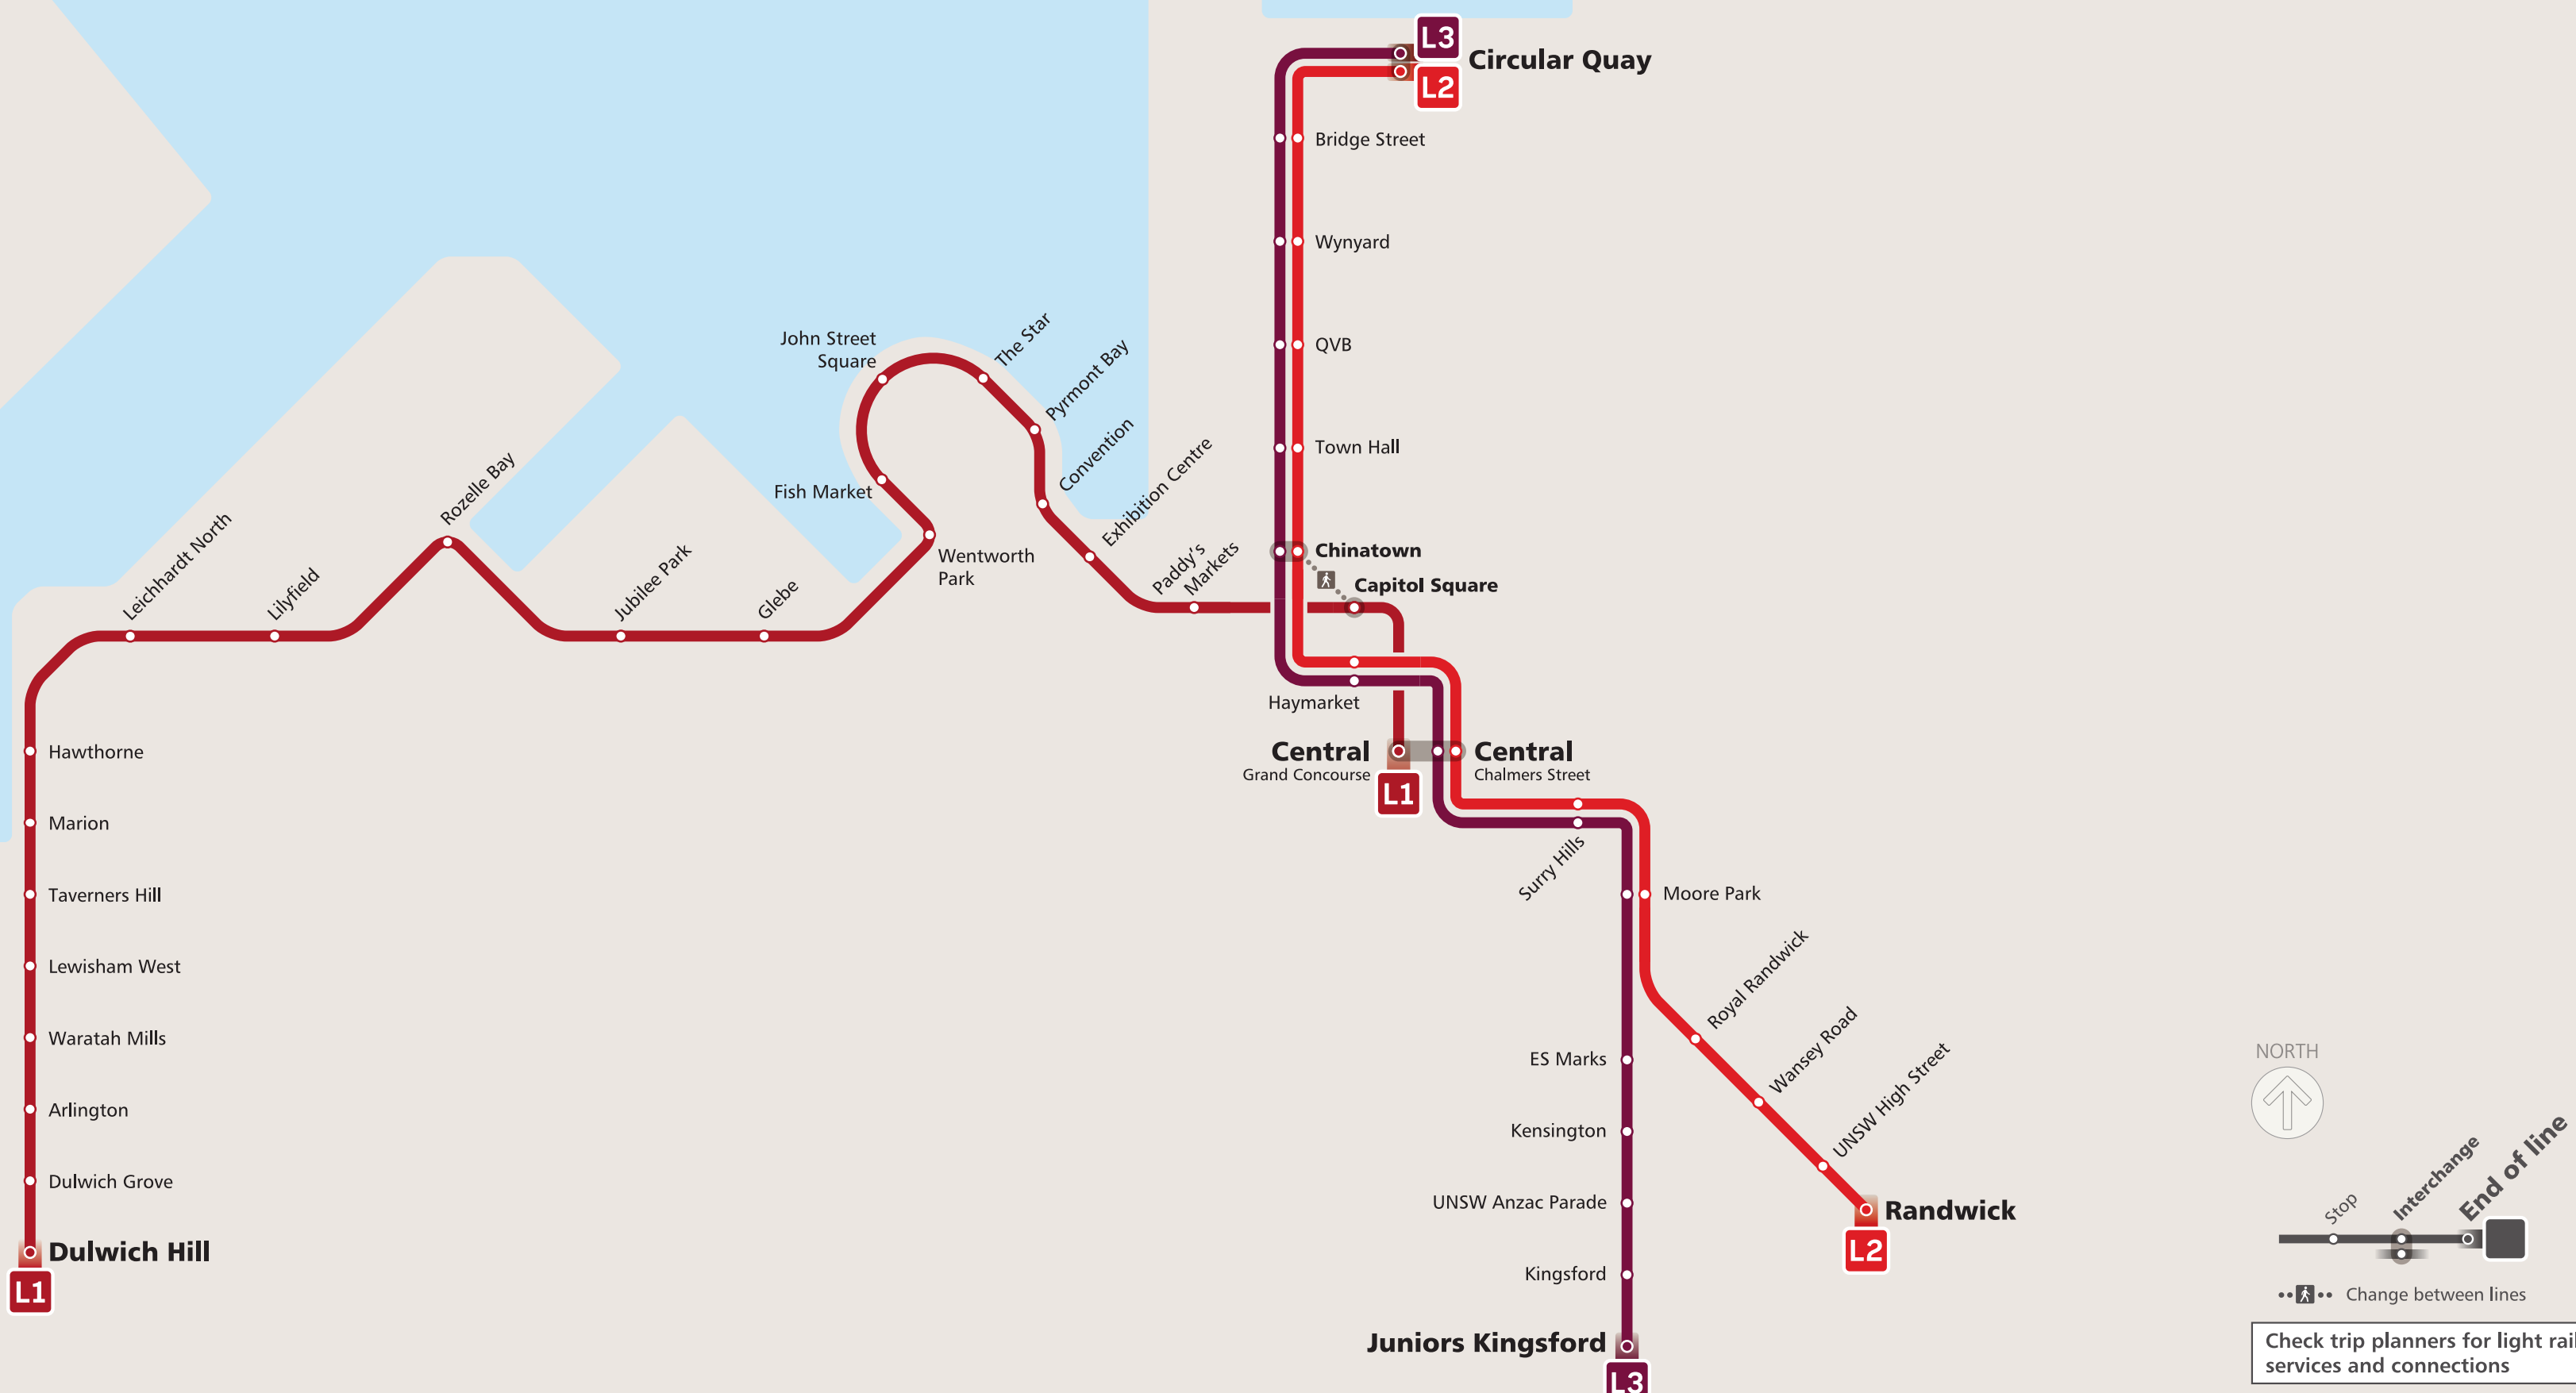 L3
Circular Quay
L2
Bridge Street
Wynyard
QVB
Town Hall
Chinatown
Capitol Square
Haymarket
Central
Grand Concourse
L1
Central
Chalmers Street
Surry Hills
Moore Park
Royal Randwick
Wansey Road
UNSW High Street
Randwick
L2
ES Marks
Kensington
UNSW Anzac Parade
Kingsford
Juniors Kingsford
L3
Paddy's
Markets
Exhibition Centre
Convention
Pyrmont Bay
The Star
John Street
Square
Fish Market
Wentworth
Park
Glebe
Jubilee Park
Rozelle Bay
Lilyfield
Leichhardt North
Hawthorne
Marion
Taverners Hill
Lewisham West
Waratah Mills
Arlington
Dulwich Grove
Dulwich Hill
L1
NORTH
Stop
Interchange
End of line
Change between lines
Check trip planners for light rail
services and connections